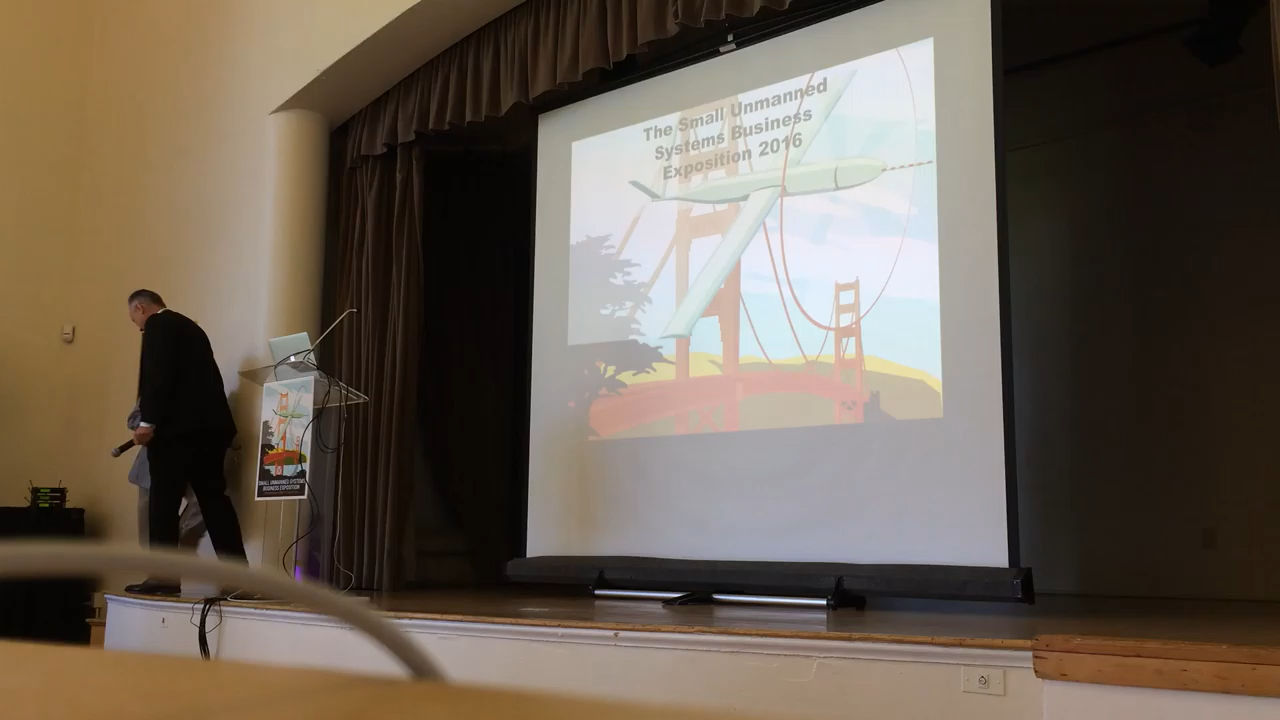 The Small Unmanned
Systems Business
Exposition 2016
SMALL UNMANNED SYSTEMS
BUSINESS EXPOSITION